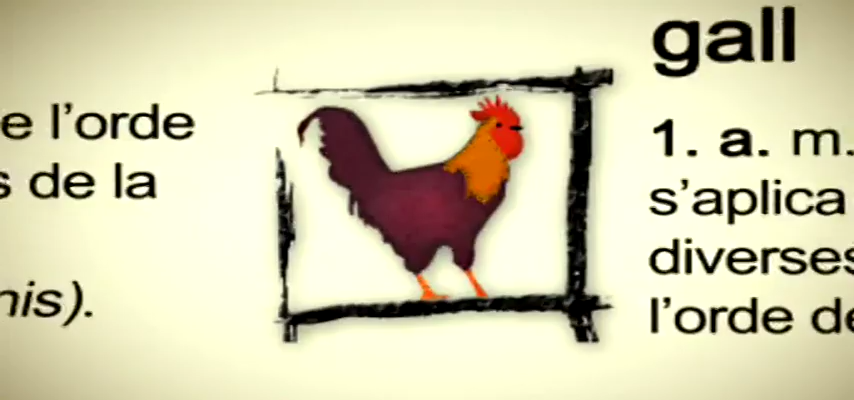 e l'orde
s de la
nis).
gall
1. a. m.
s'aplica
diverses
l'orde de